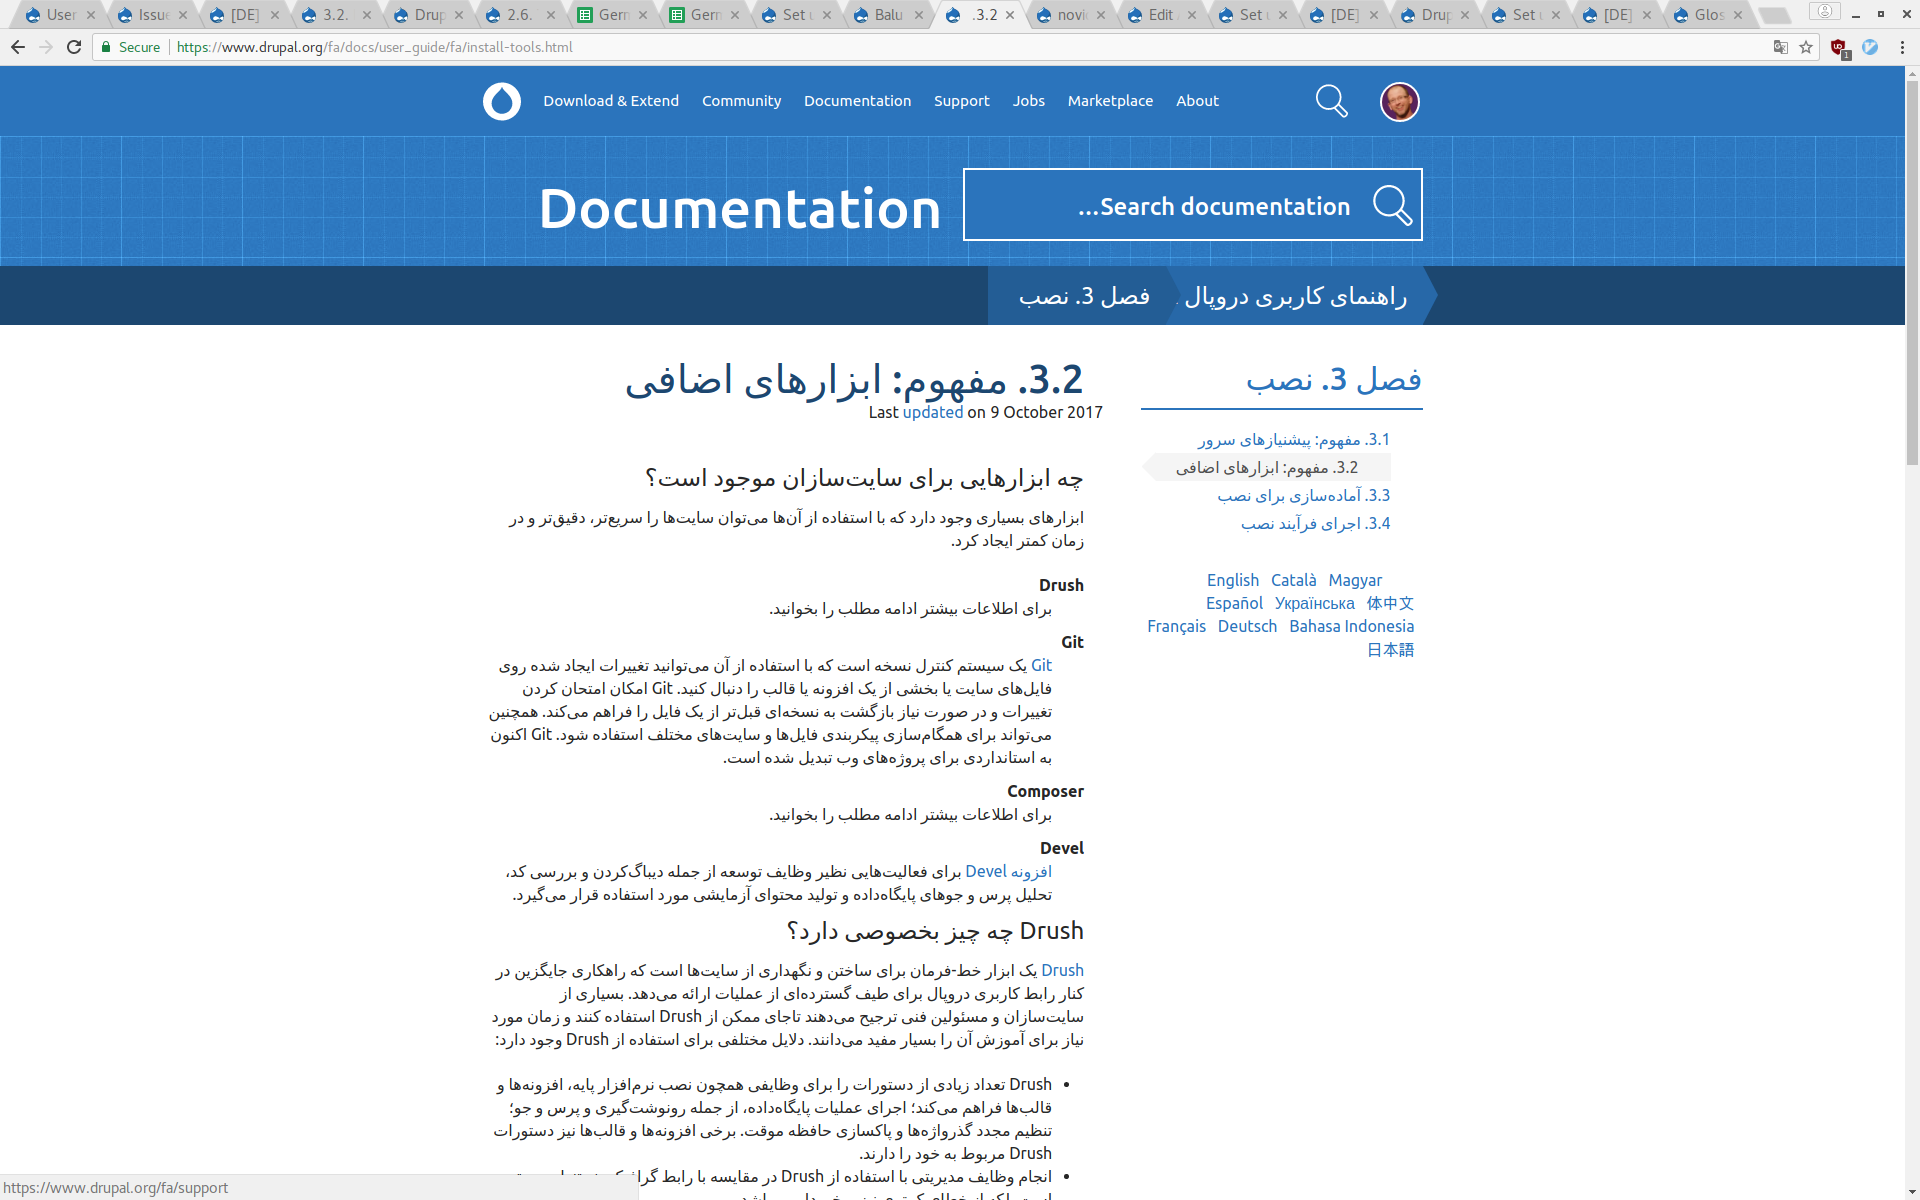 User
Issue
[DE]
3.2.
Drup
2.6.
Germ
Germ
Set u
Balu
.3.2
novi
Edit
Set u
[DE]
Drup
Set u
[DE]
Glos
Secure https://www.drupal.org/fa/docs/user_guide/fa/install-tools.html
Download & Extend Community Documentation Support Jobs Marketplace About
Documentation
Search documentation...
راهنمای کاربری دروپال
فصل 3. نصب
3.2. مفهوم: ابزارهای اضافی
Last updated on 9 October 2017
چه ابزارهایی برای سایت‌سازان موجود است؟
ابزارهای بسیاری وجود دارد که با استفاده از آن‌ها می‌توان سایت‌ها را سریع‌تر، دقیق‌تر و در
زمان کمتر ایجاد کرد.
Drush
برای اطلاعات بیشتر ادامه مطلب را بخوانید.
Git
Git یک سیستم کنترل نسخه است که با استفاده از آن می‌توانید تغییرات ایجاد شده روی
فایل‌های سایت یا بخشی از یک افزونه یا قالب را دنبال کنید. Git امکان امتحان کردن
تغییرات و در صورت نیاز بازگشت به نسخه‌ای قبل‌تر از یک فایل را فراهم می‌کند. همچنین
می‌تواند برای همگام‌سازی پیکربندی فایل‌ها و سایت‌های مختلف استفاده شود. Git اکنون
به استانداردی برای پروژه‌های وب تبدیل شده است.
Composer
برای اطلاعات بیشتر ادامه مطلب را بخوانید.
Devel
افزونه Devel برای فعالیت‌هایی نظیر وظایف توسعه از جمله دیباگ‌کردن و بررسی کد،
تحلیل پرس و جوهای پایگاه‌داده و تولید محتوای آزمایشی مورد استفاده قرار می‌گیرد.
Drush چه چیز بخصوصی دارد؟
Drush یک ابزار خط-فرمان برای ساختن و نگهداری از سایت‌ها است که راهکاری جایگزین در
کنار رابط کاربری دروپال برای طیف گسترده‌ای از عملیات ارائه می‌دهد. بسیاری از
سایت‌سازان و مسئولین فنی ترجیح می‌دهند تاجای ممکن از Drush استفاده کنند و زمان مورد
نیاز برای آموزش آن را بسیار مفید می‌دانند. دلایل مختلفی برای استفاده از Drush وجود دارد:
• Drush تعداد زیادی از دستورات را برای وظایفی همچون نصب نرم‌افزار پایه، افزونه‌ها و
قالب‌ها فراهم می‌کند؛ اجرای عملیات پایگاه‌داده، از جمله رونوشت‌گیری و پرس و جو؛
تنظیم مجدد گذرواژه‌ها و پاکسازی حافظه موقت. برخی افزونه‌ها و قالب‌ها نیز دستورات
Drush مربوط به خود را دارند.
• انجام وظایف مدیریتی با استفاده از Drush در مقایسه با رابط
فصل 3. نصب
3.1. مفهوم: پیشنیازهای سرور
3.2. مفهوم: ابزارهای اضافی
3.3. آماده‌سازی برای نصب
3.4. اجرای فرآیند نصب
English Català Magyar
Español Українська 体中文
Français Deutsch Bahasa Indonesia
日本語
https://www.drupal.org/fa/support